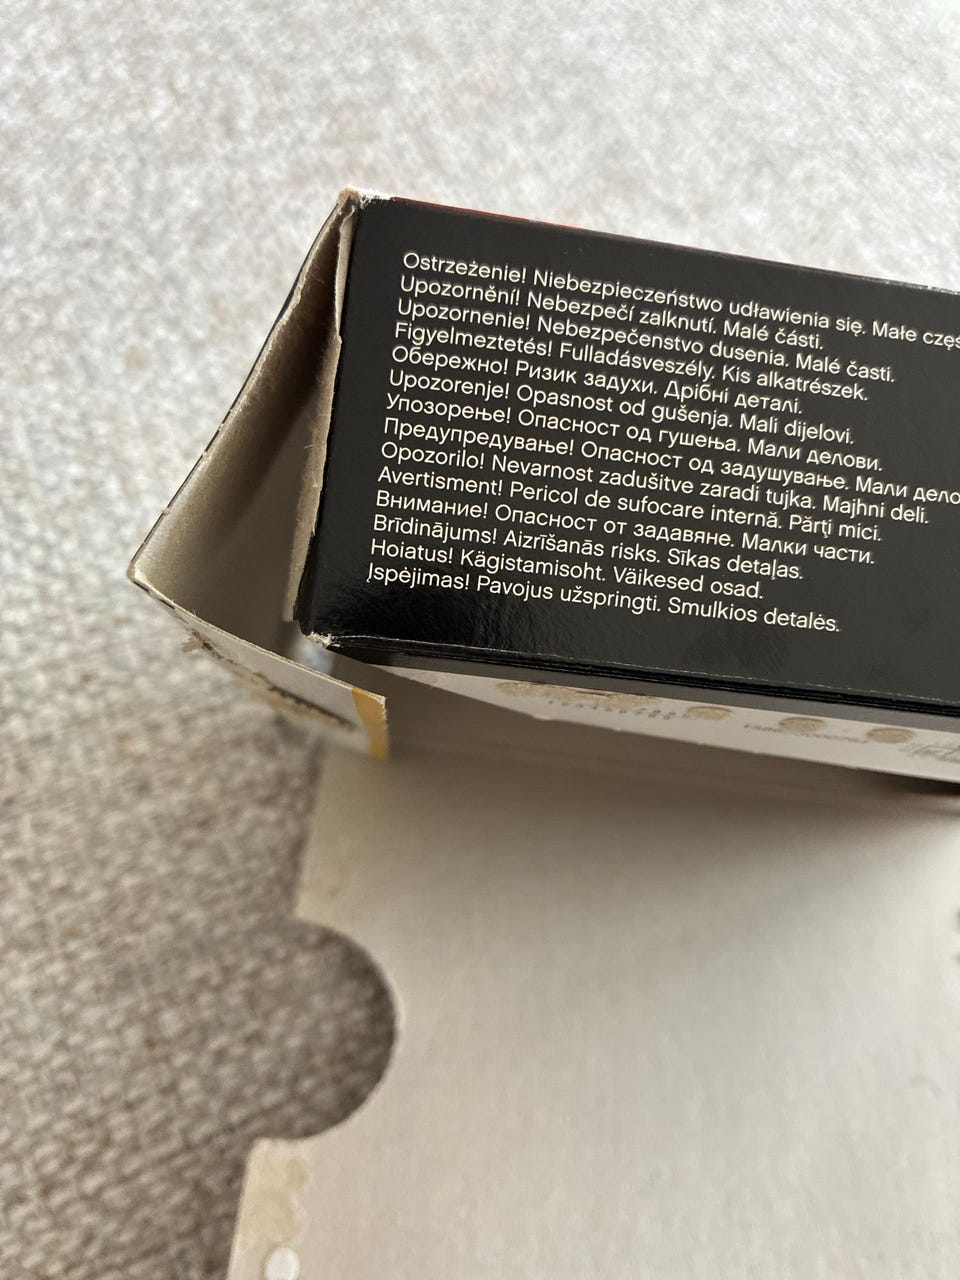 Ostrzeżenie! Niebezpieczeństwo udławienia się. Małe
Upozornění! Nebezpečí zalknutí. Malé části.
Upozornenie! Nebezpečenstvo dusenia. Malé časti.
Figyelmeztetés! Fulladásveszély. Kis alkatrészek.
Обережно! Ризик задухи. Дрібні деталі.
Upozorenje! Opasnost od gušenja. Mali dijelovi.
Упозорење! Опасност од гушења. Мали делови.
Предупредување! Опасност од задушување. Мали
Opozorilo! Nevarnost zadušitve zaradi tujka. Majhni deli.
Avertisment! Pericol de sufocare internă. Părţi mici.
Внимание! Опасност от задавяне. Малки части.
Brīdinājums! Aizrīšanās risks. Sīkas detaļas.
Hoiatus! Kägistamisoht. Väikesed osad.
Įspėjimas! Pavojus užspringti. Smulkios detalės.